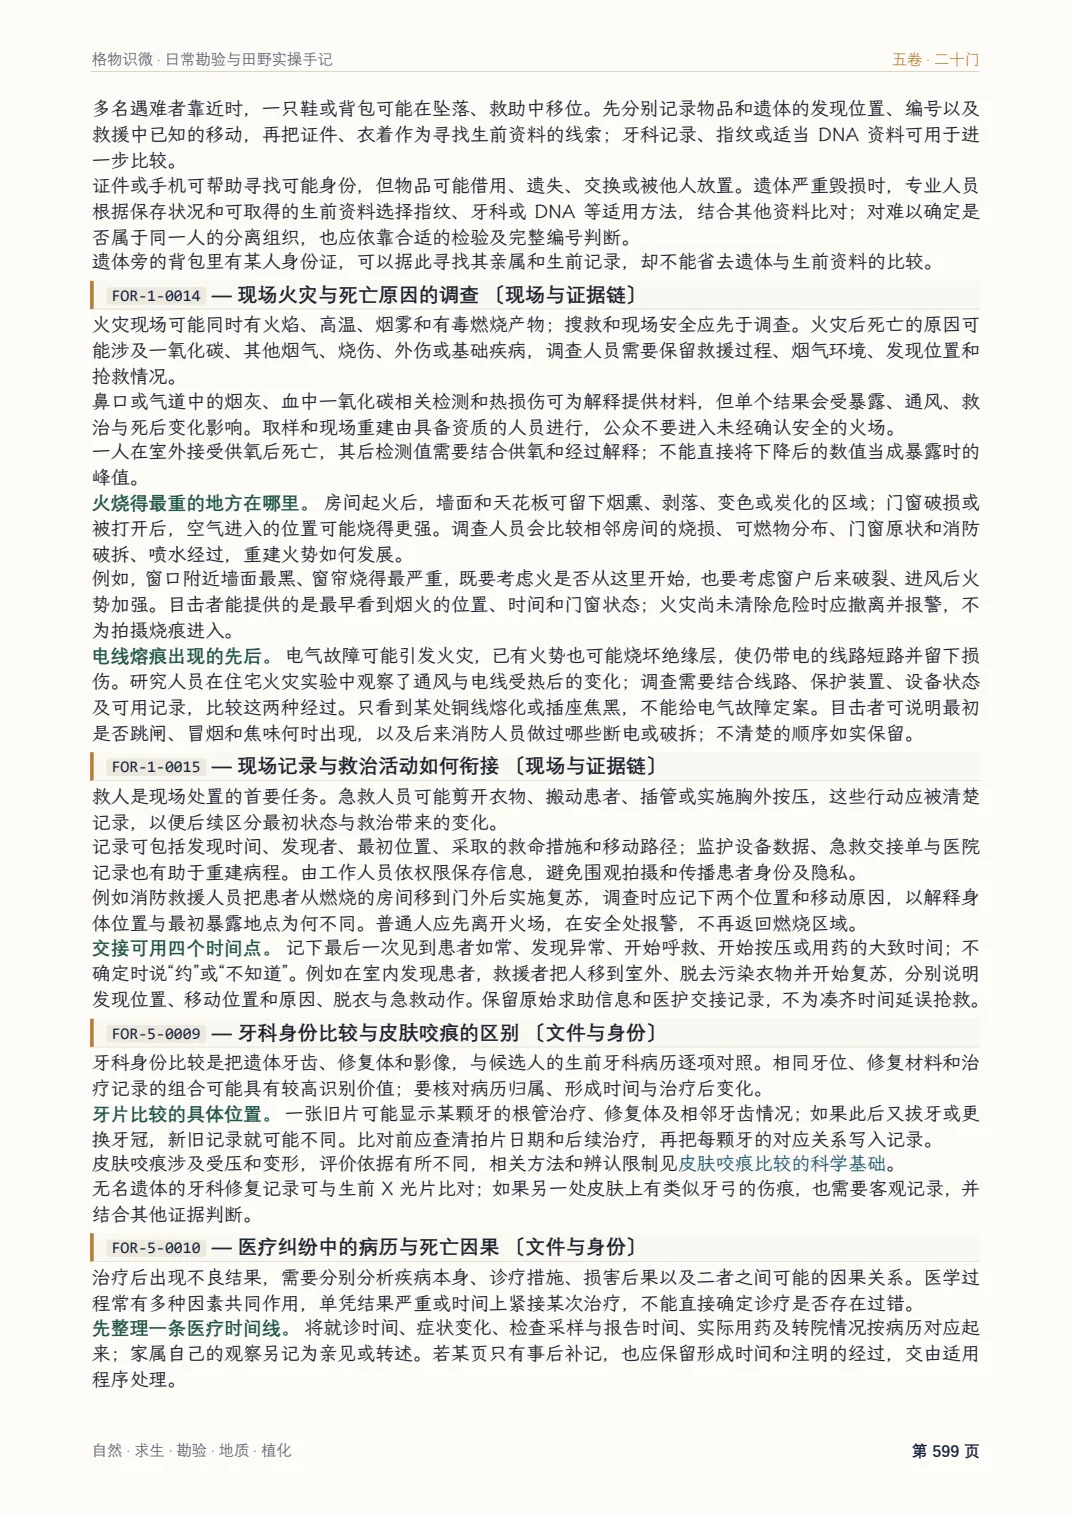 格物识微 · 日常勘验与田野实操手记
五卷 · 二十门
多名遇难者靠近时，一只鞋或背包可能在坠落、救助中移位。先分别记录物品和遗体的发现位置、编号以及
救援中已知的移动，再把证件、衣着作为寻找生前资料的线索；牙科记录、指纹或适当 DNA 资料可用于进
一步比较。
证件或手机可帮助寻找可能身份，但物品可能借用、遗失、交换或被他人放置。遗体严重毁损时，专业人员
根据保存状况和可取得的生前资料选择指纹、牙科或 DNA 等适用方法，结合其他资料比对；对难以确定是
否属于同一人的分离组织，也应依靠合适的检验及完整编号判断。
遗体旁的背包里有某人身份证，可以据此寻找其亲属和生前记录，却不能省去遗体与生前资料的比较。
FOR-1-0014 — 现场火灾与死亡原因的调查 〔现场与证据链〕
火灾现场可能同时有火焰、高温、烟雾和有毒燃烧产物；搜救和现场安全应先于调查。火灾后死亡的原因可
能涉及一氧化碳、其他烟气、烧伤、外伤或基础疾病，调查人员需要保留救援过程、烟气环境、发现位置和
抢救情况。
鼻口或气道中的烟灰、血中一氧化碳相关检测和热损伤可为解释提供材料，但单个结果会受暴露、通风、救
治与死后变化影响。取样和现场重建由具备资质的人员进行，公众不要进入未经确认安全的火场。
一人在室外接受供氧后死亡，其后检测值需要结合供氧和经过解释；不能直接将下降后的数值当成暴露时的
峰值。
火烧得最重的地方在哪里。 房间起火后，墙面和天花板可留下烟熏、剥落、变色或炭化的区域；门窗破损或
被打开后，空气进入的位置可能烧得更强。调查人员会比较相邻房间的烧损、可燃物分布、门窗原状和消防
破拆、喷水经过，重建火势如何发展。
例如，窗口附近墙面最黑、窗帘烧得最严重，既要考虑火是否从这里开始，也要考虑窗户后来破裂、进风后火
势加强。目击者能提供的是最早看到烟火的位置、时间和门窗状态；火灾尚未清除危险时应撤离并报警，不
为拍摄烧痕进入。
电线熔痕出现的先后。 电气故障可能引发火灾，已有火势也可能烧坏绝缘层，使仍带电的线路短路并留下损
伤。研究人员在住宅火灾实验中观察了通风与电线受热后的变化；调查需要结合线路、保护装置、设备状态
及可用记录，比较这两种经过。只看到某处铜线熔化或插座焦黑，不能给电气故障定案。目击者可说明最初
是否跳闸、冒烟和焦味何时出现，以及后来消防人员做过哪些断电或破拆；不清楚的顺序如实保留。
FOR-1-0015 — 现场记录与救治活动如何衔接 〔现场与证据链〕
救人是现场处置的首要任务。急救人员可能剪开衣物、搬动患者、插管或实施胸外按压，这些行动应被清楚
记录，以便后续区分最初状态与救治带来的变化。
记录可包括发现时间、发现者、最初位置、采取的救命措施和移动路径；监护设备数据、急救交接单与医院
记录也有助于重建病程。由工作人员依权限保存信息，避免围观拍摄和传播患者身份及隐私。
例如消防救援人员把患者从燃烧的房间移到门外后实施复苏，调查时应记下两个位置和移动原因，以解释身
体位置与最初暴露地点为何不同。普通人应先离开火场，在安全处报警，不再返回燃烧区域。
交接可用四个时间点。 记下最后一次见到患者如常、发现异常、开始呼救、开始按压或用药的大致时间；不
确定时说“约”或“不知道”。例如在室内发现患者，救援者把人移到室外、脱去污染衣物并开始复苏，分别说明
发现位置、移动位置和原因、脱衣与急救动作。保留原始求助信息和医护交接记录，不为凑齐时间延误抢救。
FOR-5-0009 — 牙科身份比较与皮肤咬痕的区别 〔文件与身份〕
牙科身份比较是把遗体牙齿、修复体和影像，与候选人的生前牙科病历逐项对照。相同牙位、修复材料和治
疗记录的组合可能具有较高识别价值；要核对病历归属、形成时间与治疗后变化。
牙片比较的具体位置。 一张旧片可能显示某颗牙的根管治疗、修复体及相邻牙齿情况；如果此后又拔牙或更
换牙冠，新旧记录就可能不同。比对前应查清拍片日期和后续治疗，再把每颗牙的对应关系写入记录。
皮肤咬痕涉及受压和变形，评价依据有所不同，相关方法和辨认限制见皮肤咬痕比较的科学基础。
无名遗体的牙科修复记录可与生前 X 光片比对；如果另一处皮肤上有类似牙弓的伤痕，也需要客观记录，并
结合其他证据判断。
FOR-5-0010 — 医疗纠纷中的病历与死亡因果 〔文件与身份〕
治疗后出现不良结果，需要分别分析疾病本身、诊疗措施、损害后果以及二者之间可能的因果关系。医学过
程常有多种因素共同作用，单凭结果严重或时间上紧接某次治疗，不能直接确定诊疗是否存在过错。
先整理一条医疗时间线。 将就诊时间、症状变化、检查采样与报告时间、实际用药及转院情况按病历对应起
来；家属自己的观察另记为亲见或转述。若某页只有事后补记，也应保留形成时间和注明的经过，交由适用
程序处理。
自然 · 求生 · 勘验 · 地质 · 植化
第 599 页